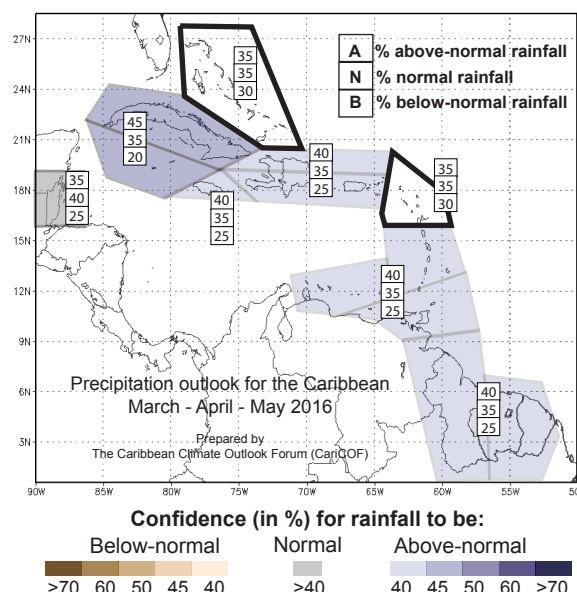 27N
24N
21N
18N
15N
12N
9N
6N
3N
90W 85W 80W 75W 70W 65W 60W 55W 50W
A % above-normal rainfall
N % normal rainfall
B % below-normal rainfall
35
35
30
45
35
20
40
35
25
35
40
25
40
35
25
35
35
30
40
35
25
40
35
25
Precipitation outlook for the Caribbean
March - April - May 2016
Prepared by
The Caribbean Climate Outlook Forum (CariCOF)
Confidence (in %) for rainfall to be:
Below-normal Normal Above-normal
>70 60 50 45 40 >40 40 45 50 60 >70